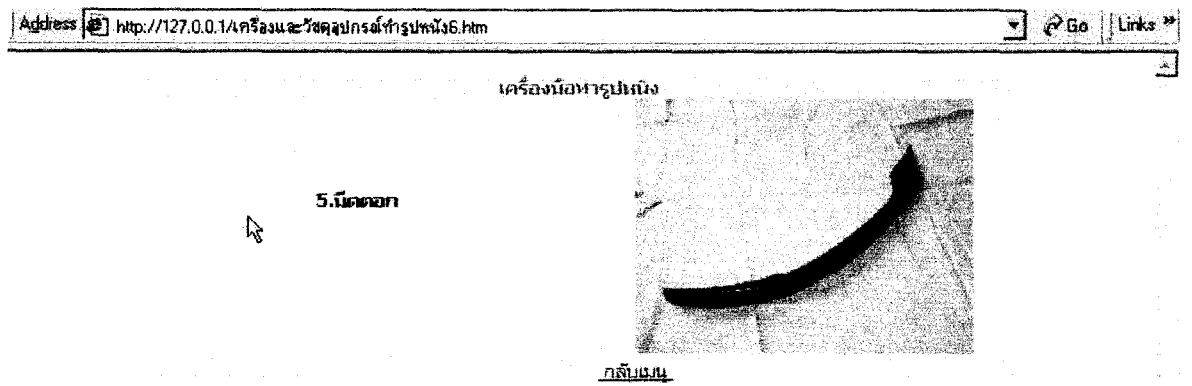 Address http://127.0.0.1/เครื่องและวัสดุอุปกรณ์ทำรูปหนัง6.htm Go Links »
เครื่องมือทำรูปหนัง
5.มีดตอก
กลับเมนู